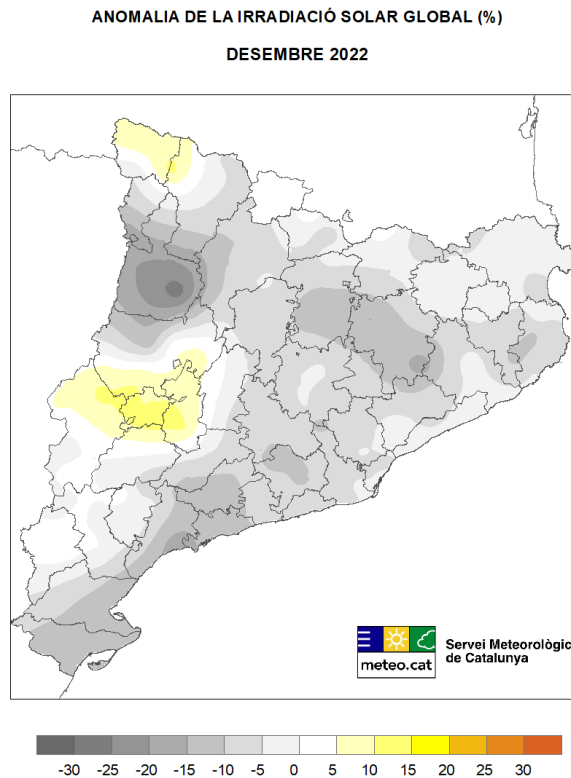 ANOMALIA DE LA IRRADIACIÓ SOLAR GLOBAL (%)
DESEMBRE 2022
meteo.cat
Servei Meteorològic
de Catalunya
-30 -25 -20 -15 -10 -5 0 5 10 15 20 25 30